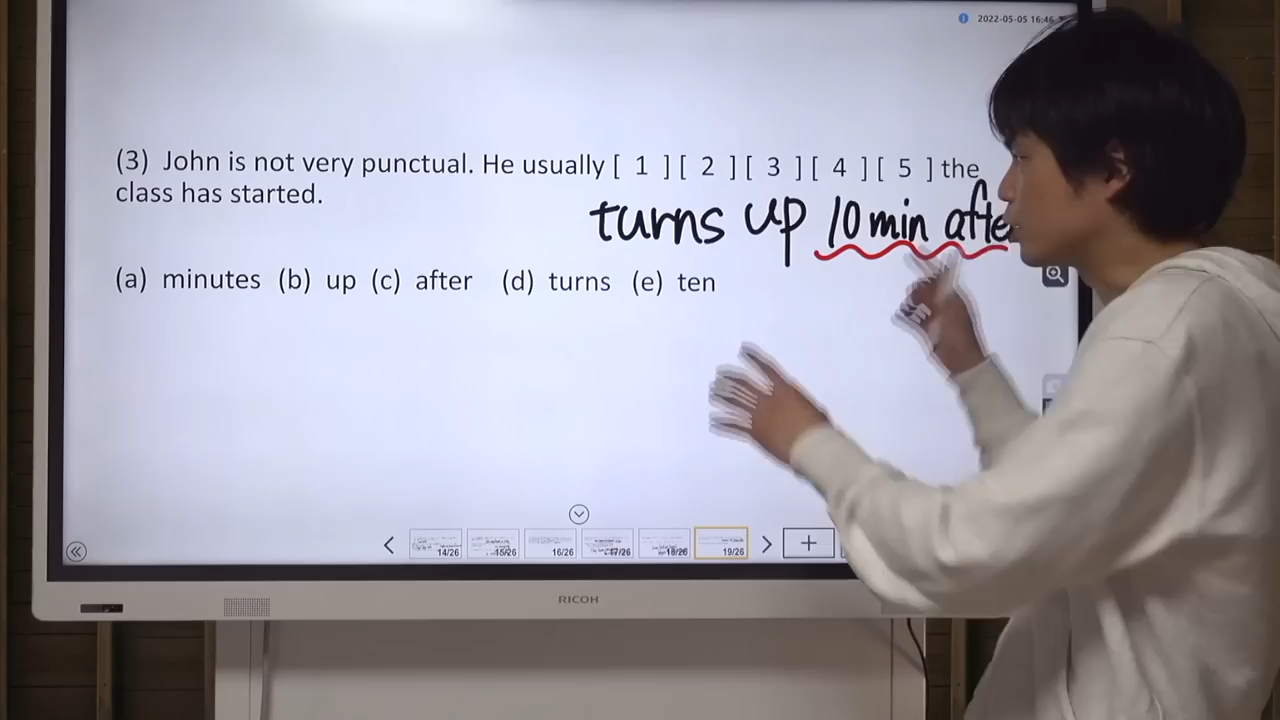 2022-05-05 16:46
(3) John is not very punctual. He usually [ 1 ] [ 2 ] [ 3 ] [ 4 ] [ 5 ] the
class has started.
turns up 10 min afte
(a) minutes (b) up (c) after (d) turns (e) ten
14/26 15/26 16/26 17/26 18/26 19/26
RICOH